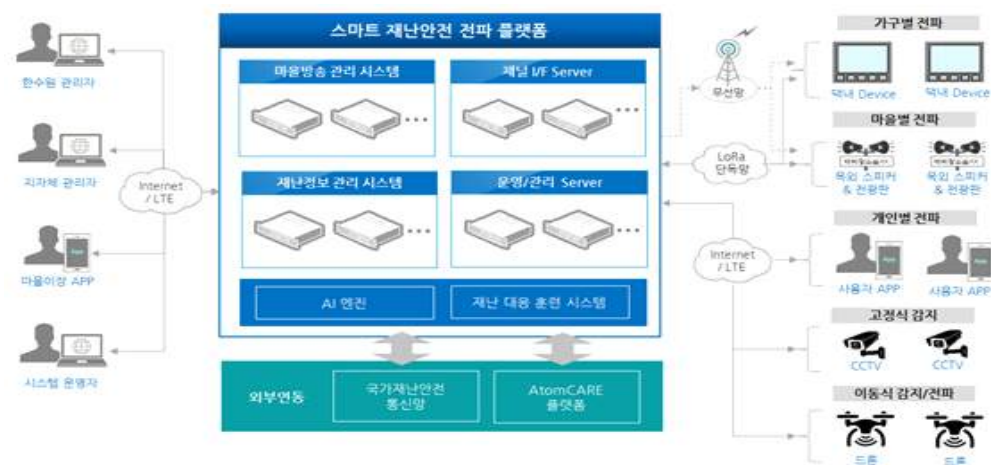 스마트 재난안전 전파 플랫폼
마을방송 관리 시스템
채널 I/F Server
재난정보 관리 시스템
운영/관리 Server
AI 엔진
재난 대응 훈련 시스템
외부연동
국가재난안전
통신망
AtomCARE
플랫폼
한수원 관리자
지자체 관리자
마을이장 APP
시스템 운영자
Internet
/ LTE
App
무선망
LoRa
단독망
Internet
/ LTE
가구별 전파
댁내 Device
댁내 Device
마을별 전파
옥외 스피커
& 전광판
옥외 스피커
& 전광판
개인별 전파
App
App
사용자 APP
사용자 APP
고정식 감지
CCTV
CCTV
이동식 감지/전파
드론
드론